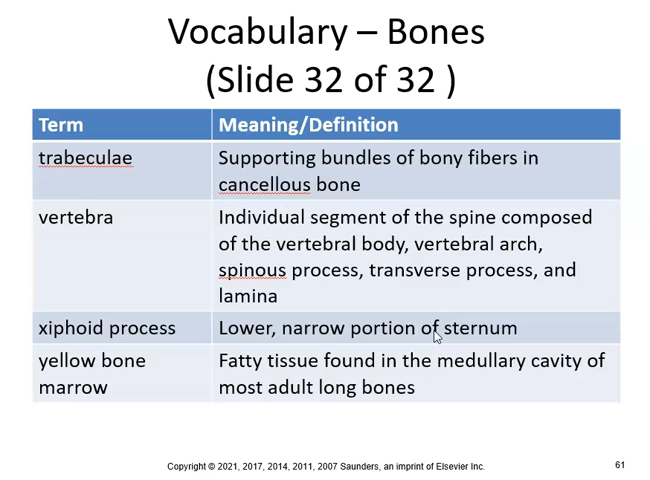 Vocabulary – Bones
(Slide 32 of 32 )
Term Meaning/Definition
trabeculae Supporting bundles of bony fibers in
cancellous bone
vertebra Individual segment of the spine composed
of the vertebral body, vertebral arch,
spinous process, transverse process, and
lamina
xiphoid process Lower, narrow portion of sternum
yellow bone Fatty tissue found in the medullary cavity of
marrow most adult long bones
Copyright © 2021, 2017, 2014, 2011, 2007 Saunders, an imprint of Elsevier Inc. 61